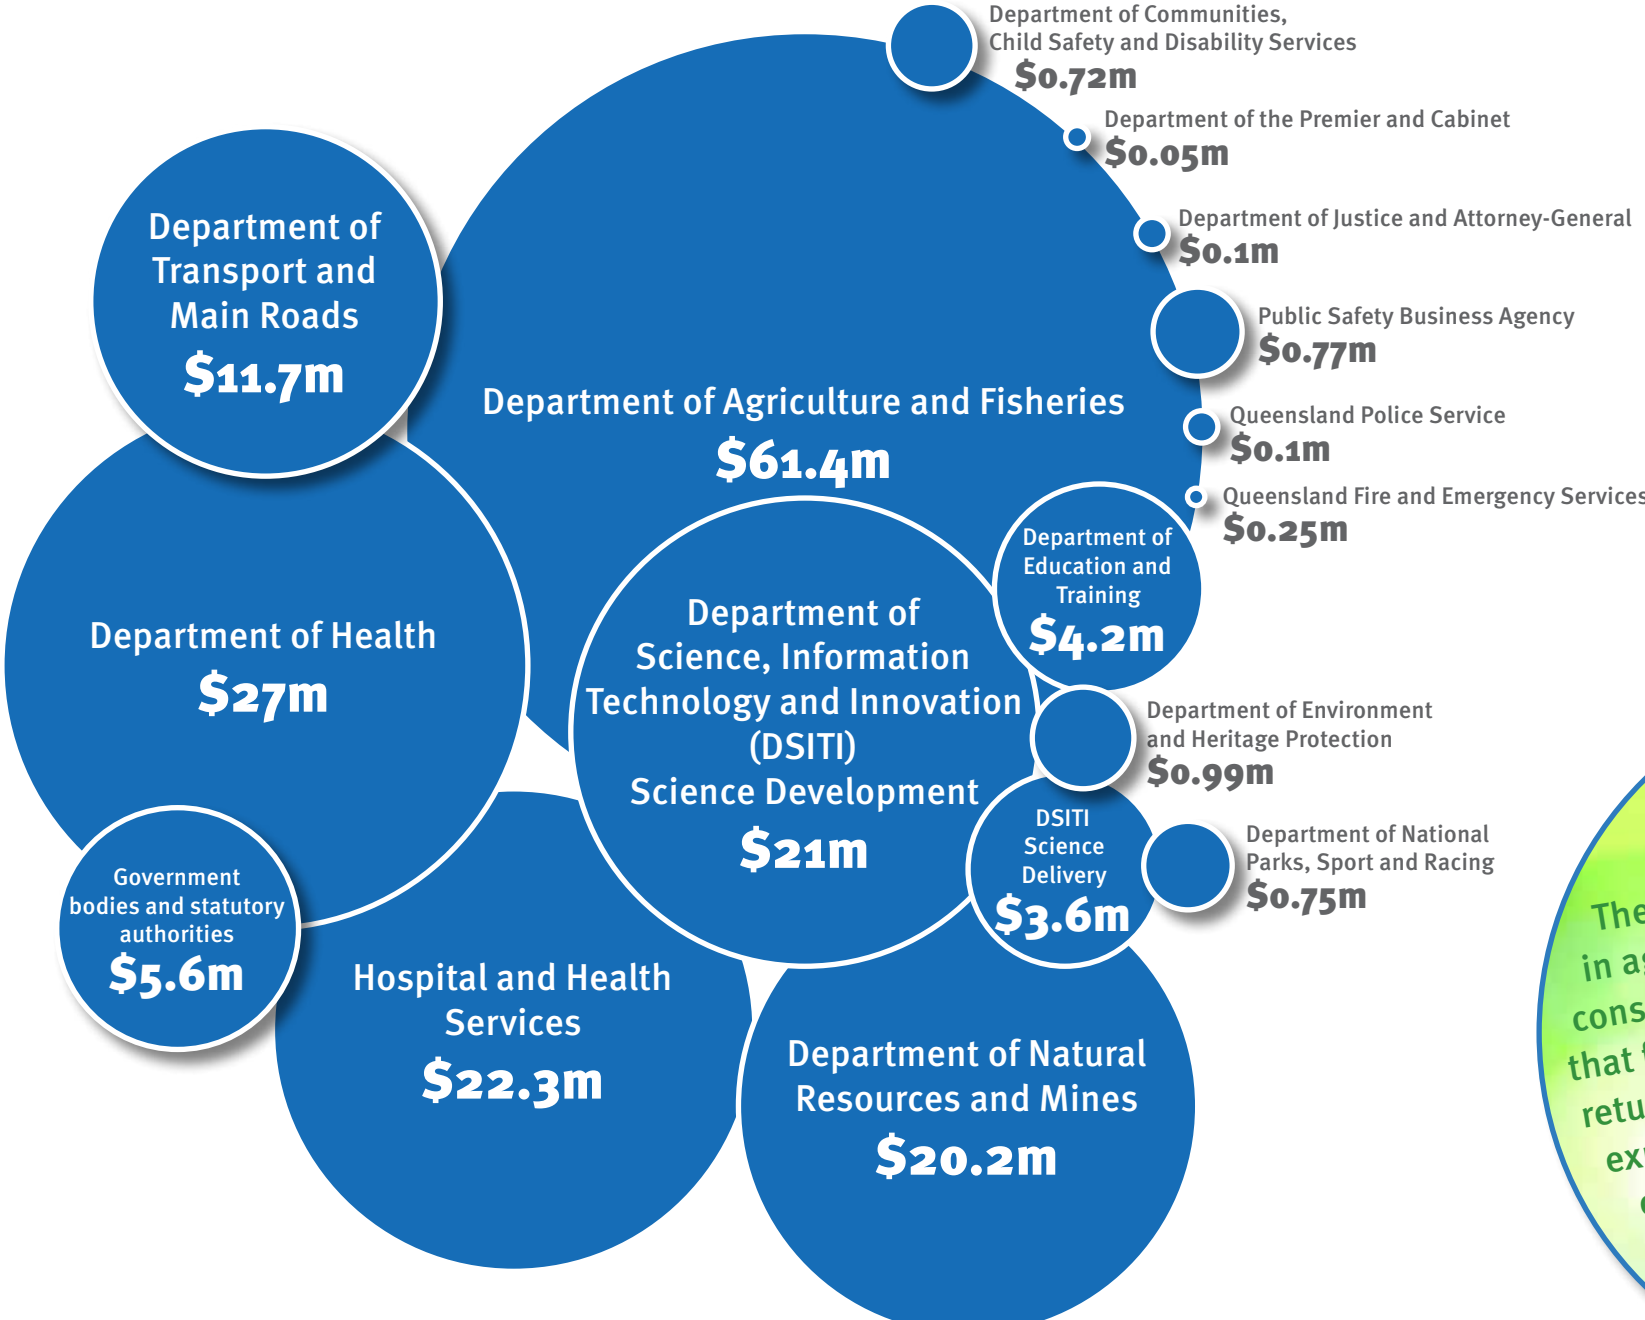 Department of Communities,
Child Safety and Disability Services
$0.72m
Department of the Premier and Cabinet
$0.05m
Department of Justice and Attorney-General
$0.1m
Public Safety Business Agency
$0.77m
Queensland Police Service
$0.1m
Queensland Fire and Emergency Services
$0.25m
Department of
Transport and
Main Roads
$11.7m
Department of Agriculture and Fisheries
$61.4m
Department of
Education and
Training
$4.2m
Department of Health
$27m
Department of
Science, Information
Technology and Innovation
(DSITI)
Science Development
$21m
Department of Environment
and Heritage Protection
$0.99m
DSITI
Science
Delivery
$3.6m
Department of National
Parks, Sport and Racing
$0.75m
Government
bodies and statutory
authorities
$5.6m
Hospital and Health
Services
$22.3m
Department of Natural
Resources and Mines
$20.2m
The
in
that